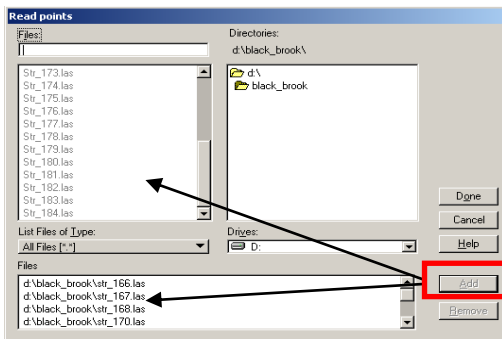 Read points
Files:
Directories:
d:\black_brook\
Str_173.las
Str_174.las
Str_175.las
Str_176.las
Str_177.las
Str_178.las
Str_179.las
Str_180.las
Str_181.las
Str_182.las
Str_183.las
Str_184.las
d:\
black_brook
List Files of Type:
All Files [*.*]
Drives:
D:
Files
d:\black_brook\str_166.las
d:\black_brook\str_167.las
d:\black_brook\str_168.las
d:\black_brook\str_170.las
Done
Cancel
Help
Add
Remove